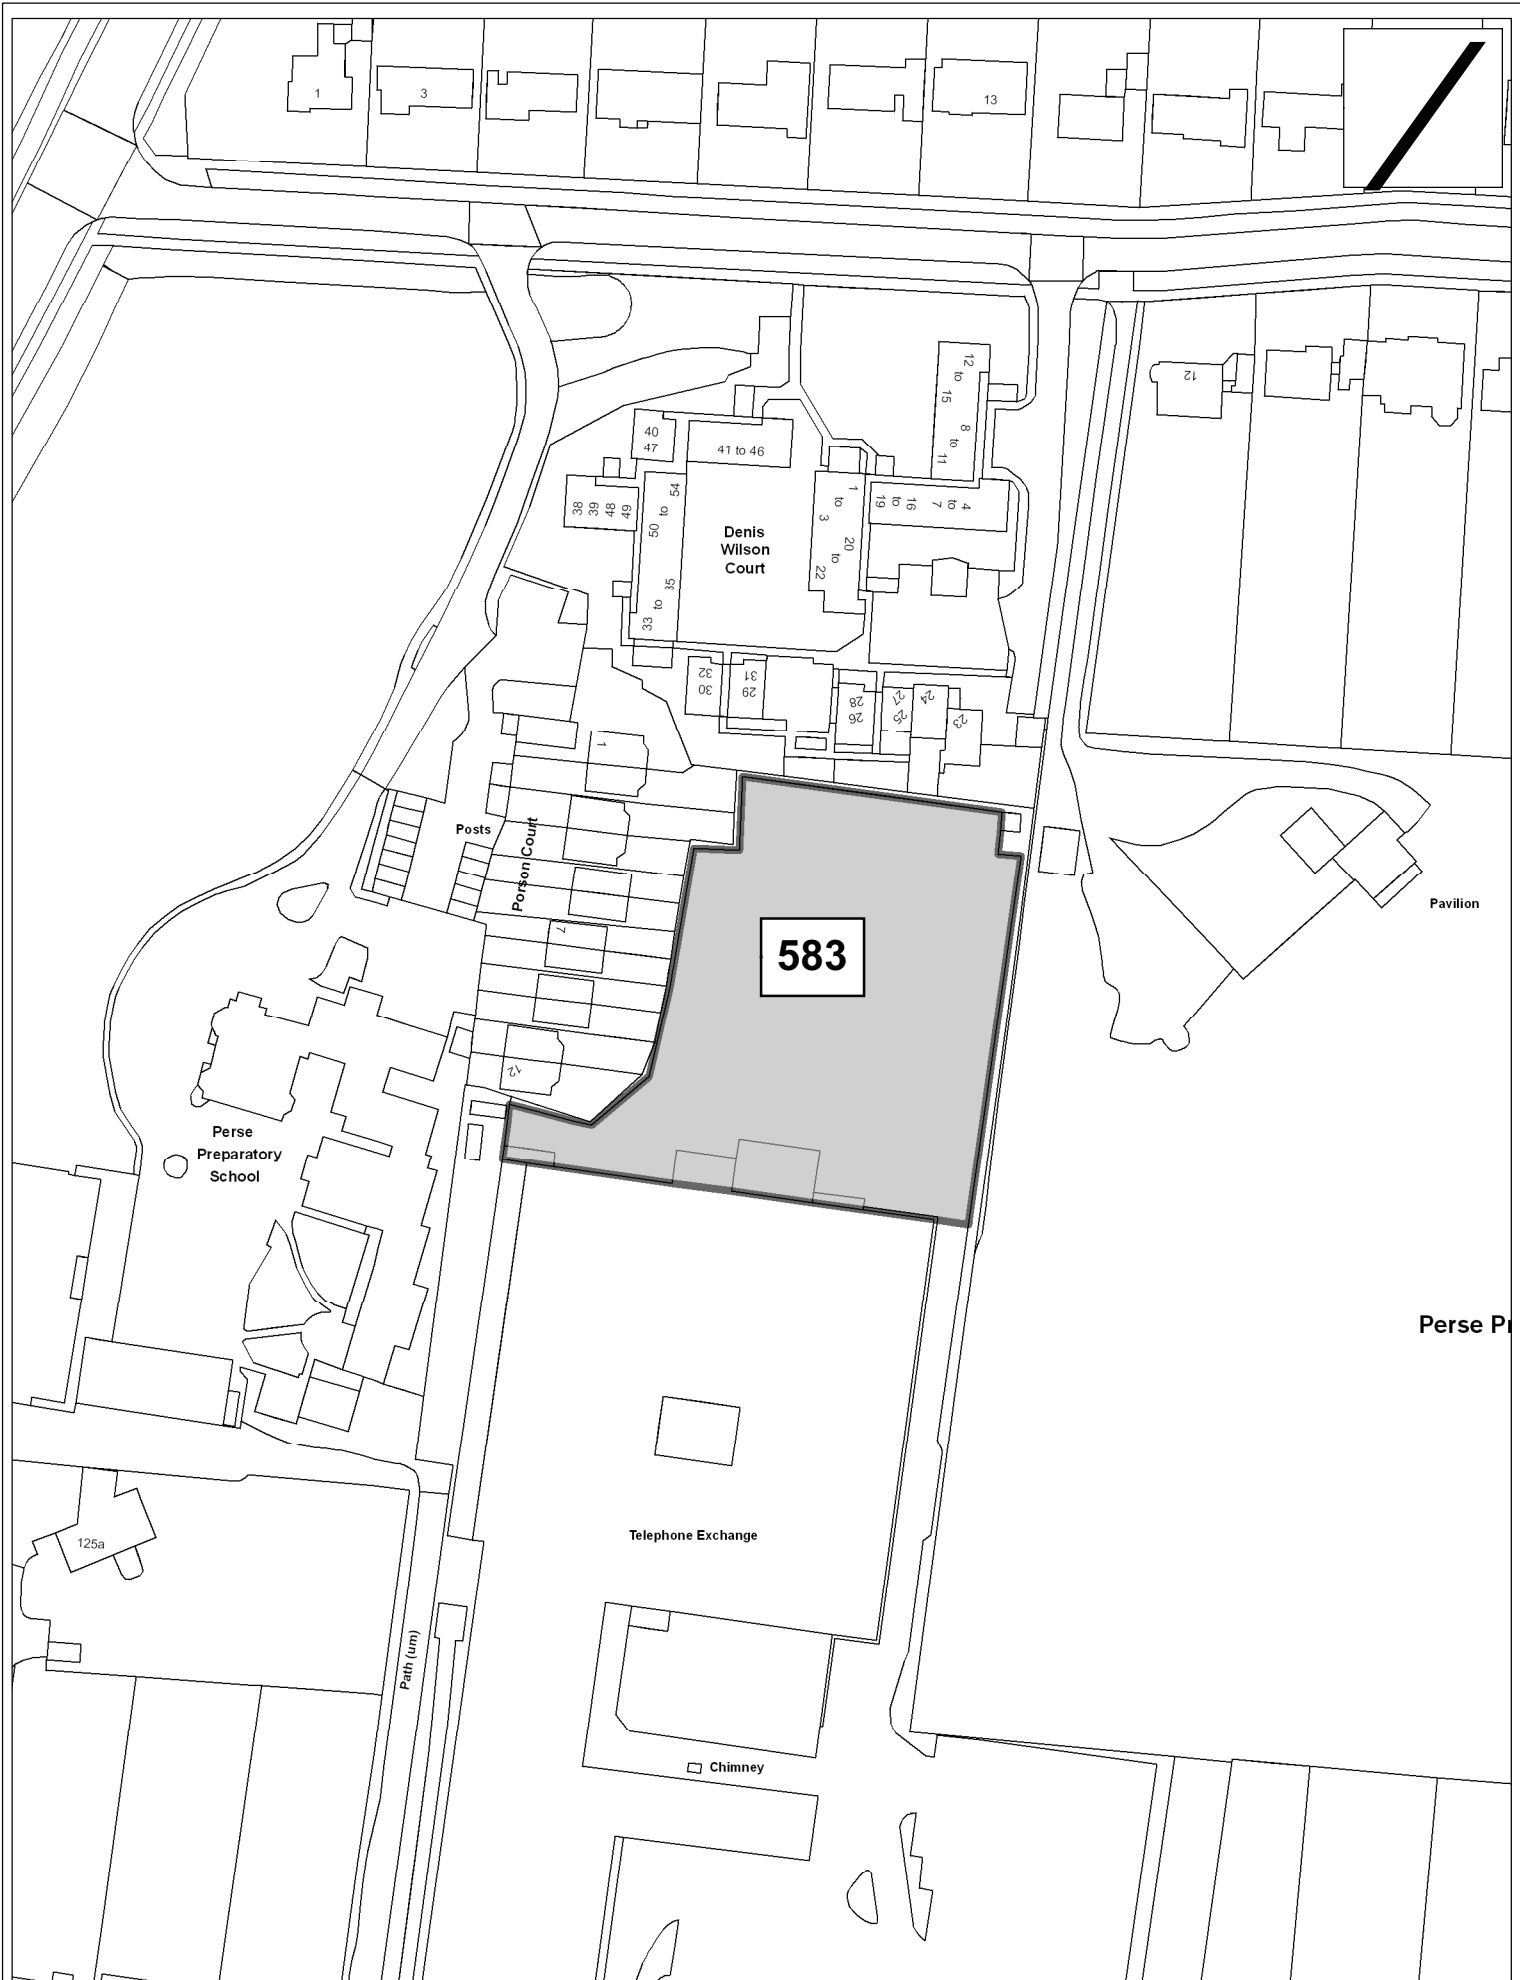 1
3
13
12
12
to
15
8
to
11
40
47
41 to 46
38
39
48
49
50 to 54
33 to 35
Denis
Wilson
Court
1
to
3
20
to
22
19
to
16
7
to
4
32
30
31
29
28
26
27
25
24
23
1
Posts
Porson Court
7
12
583
Pavilion
Perse
Preparatory
School
Perse Pr
Telephone Exchange
125a
Path (um)
Chimney